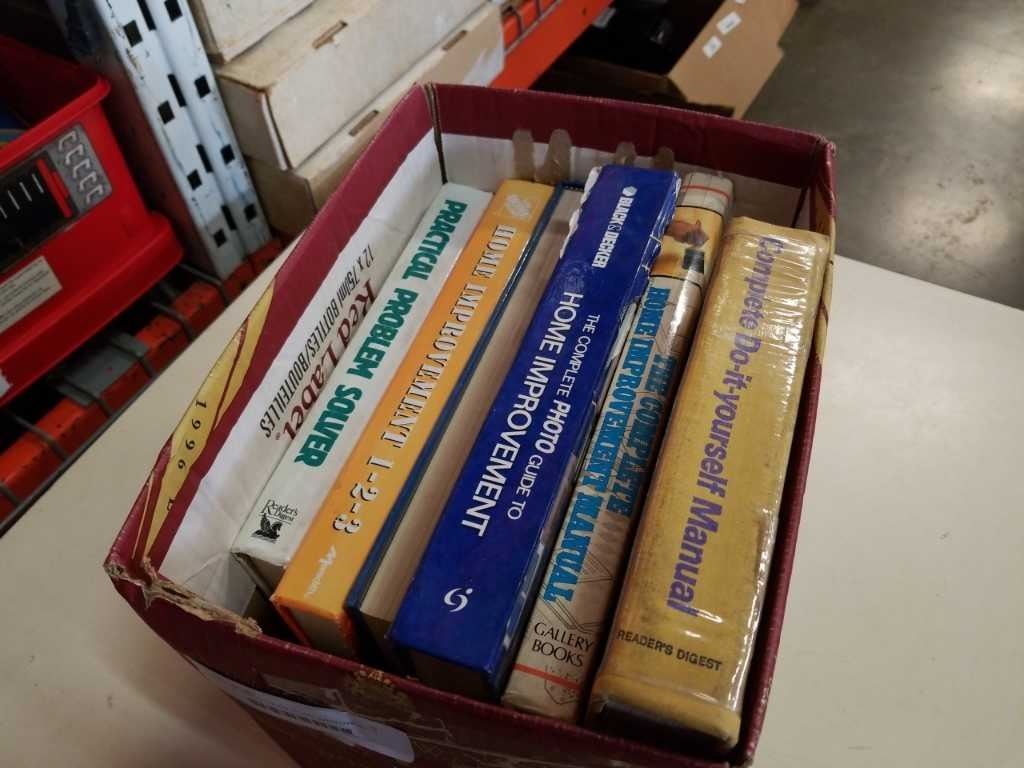 12 x 750ml BOTTLES/BOUTEILLES
Red Label
1996
Reader's Digest
PRACTICAL PROBLEM SOLVER
HOME IMPROVEMENT 1-2-3
BLACK & DECKER
THE COMPLETE PHOTO GUIDE TO
HOME IMPROVEMENT
THE COMPLETE
HOME IMPROVEMENT MANUAL
GALLERY
BOOKS
Complete Do-it-yourself Manual
READER'S DIGEST